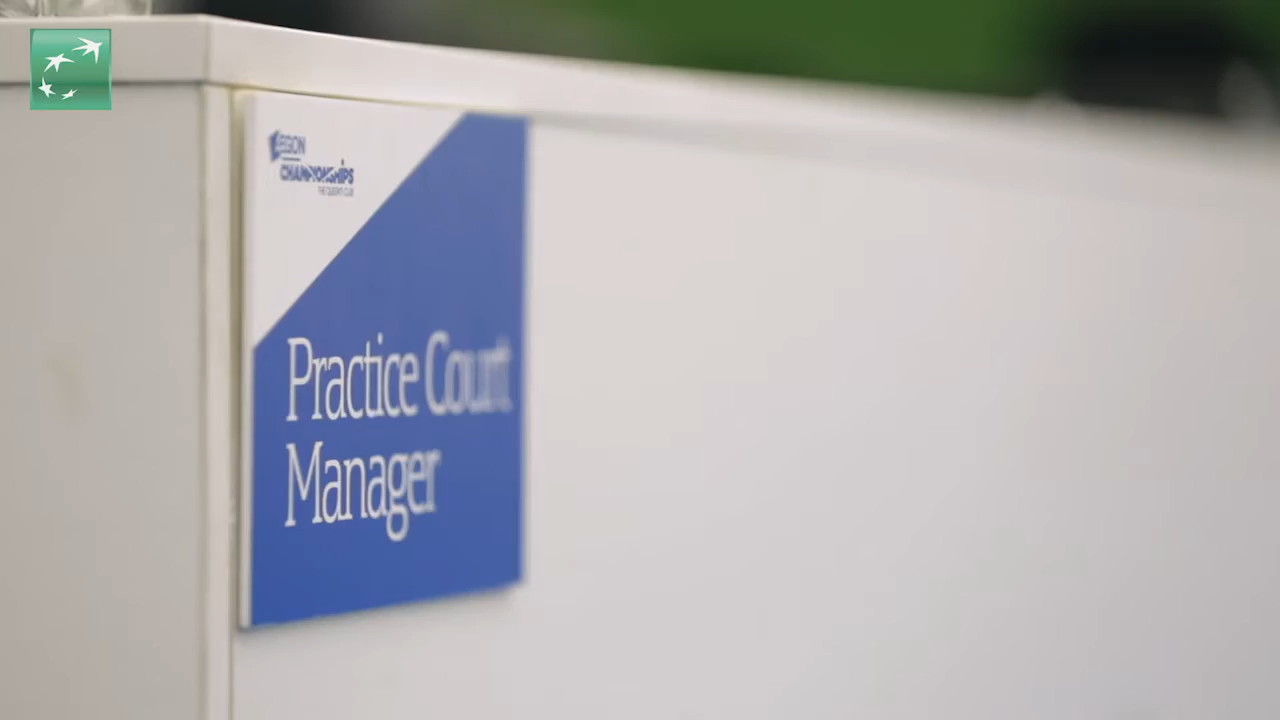 AEGON
CHAMPIONSHIPS
THE QUEEN'S CLUB
Practice Court
Manager